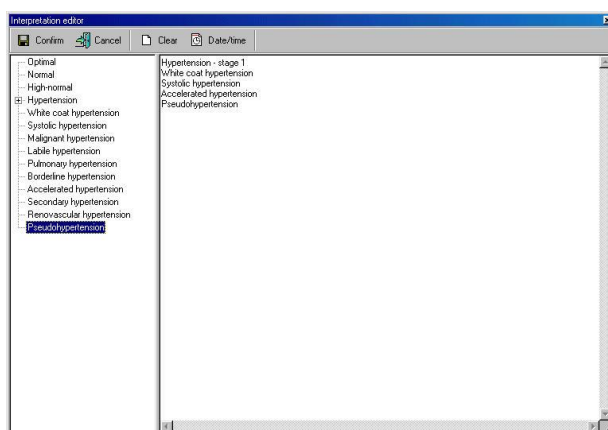 Interpretation editor
Confirm Cancel Clear Date/time
Optimal
Normal
High-normal
Hypertension
White coat hypertension
Systolic hypertension
Malignant hypertension
Labile hypertension
Pulmonary hypertension
Borderline hypertension
Accelerated hypertension
Secondary hypertension
Renovascular hypertension
Pseudohypertension
Hypertension - stage 1
White coat hypertension
Systolic hypertension
Accelerated hypertension
Pseudohypertension